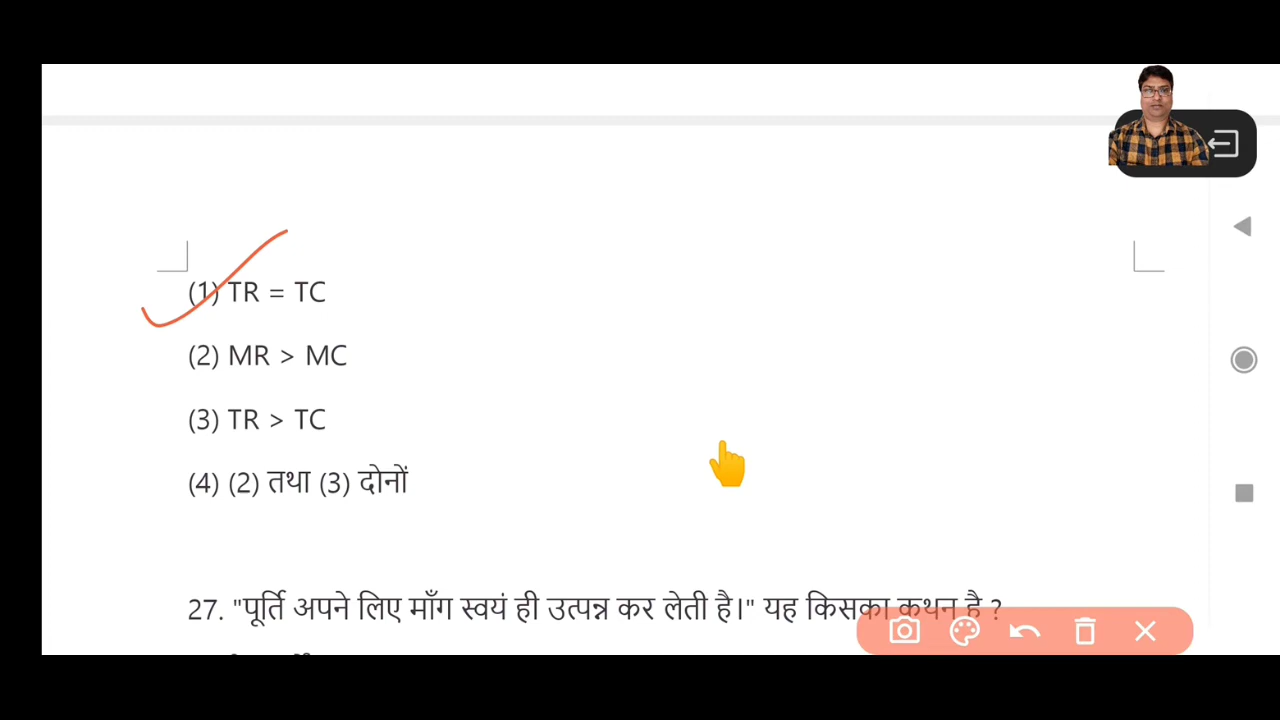 (1) TR = TC
(2) MR > MC
(3) TR > TC
(4) (2) तथा (3) दोनों
27. "पूर्ति अपने लिए माँग स्वयं ही उत्पन्न कर लेती है।" यह किसका कथन है ?